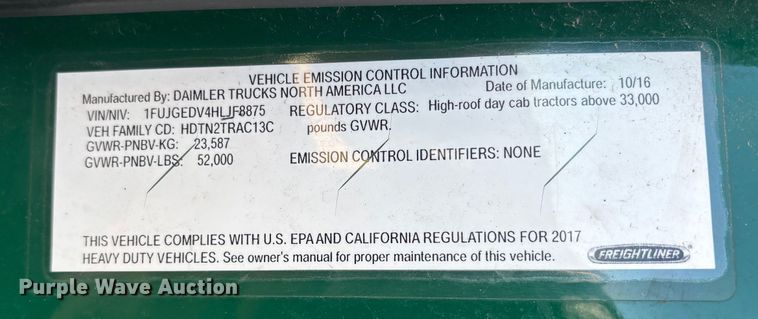 VEHICLE EMISSION CONTROL INFORMATION
Manufactured By: DAIMLER TRUCKS NORTH AMERICA LLC Date of Manufacture: 10/16
VIN/NIV: 1FUJGEDV4HLJF8875 REGULATORY CLASS: High-roof day cab tractors above 33,000
VEH FAMILY CD: HDTN2TRAC13C pounds GVWR.
GVWR-PNBV-KG: 23,587
GVWR-PNBV-LBS: 52,000 EMISSION CONTROL IDENTIFIERS: NONE
THIS VEHICLE COMPLIES WITH U.S. EPA AND CALIFORNIA REGULATIONS FOR 2017
HEAVY DUTY VEHICLES. See owner's manual for proper maintenance of this vehicle.
FREIGHTLINER
Purple Wave Auction